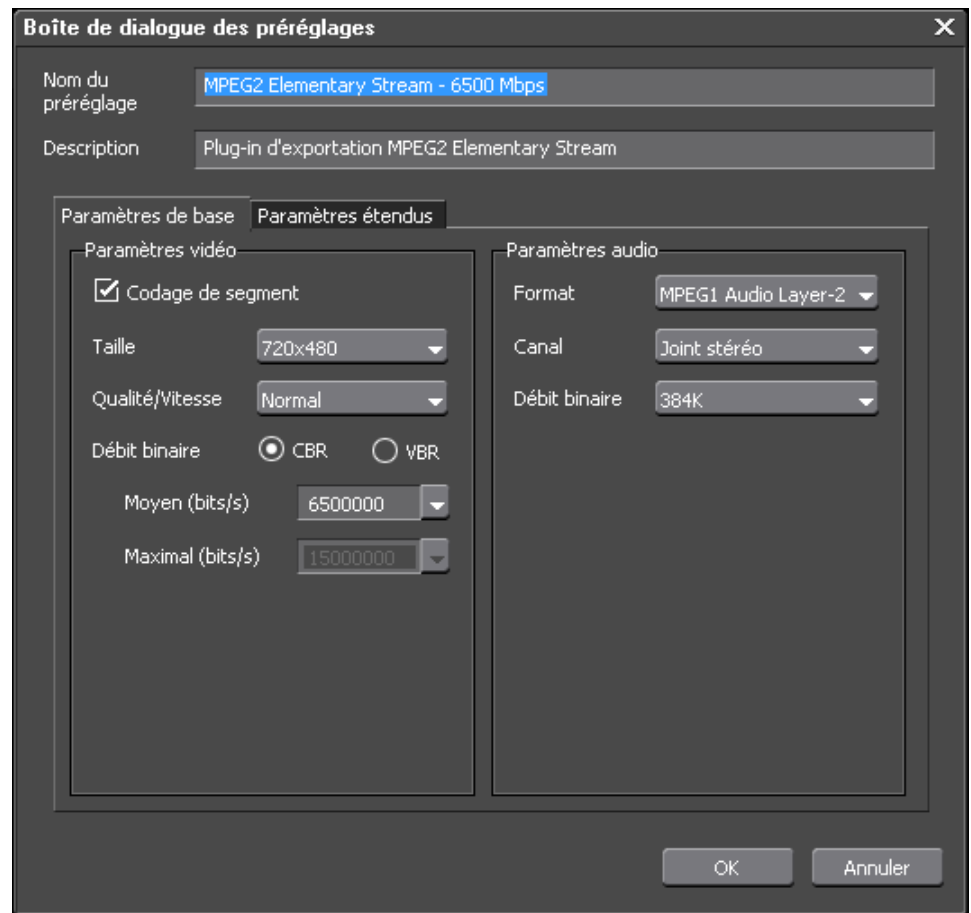 Boîte de dialogue des préréglages
Nom du
préréglage
MPEG2 Elementary Stream - 6500 Mbps
Description
Plug-in d'exportation MPEG2 Elementary Stream
Paramètres de base
Paramètres étendus
Paramètres vidéo
Codage de segment
Taille
720x480
Qualité/Vitesse
Normal
Débit binaire
CBR
VBR
Moyen (bits/s)
6500000
Maximal (bits/s)
15000000
Paramètres audio
Format
MPEG1 Audio Layer-2
Canal
Joint stéréo
Débit binaire
384K
OK
Annuler